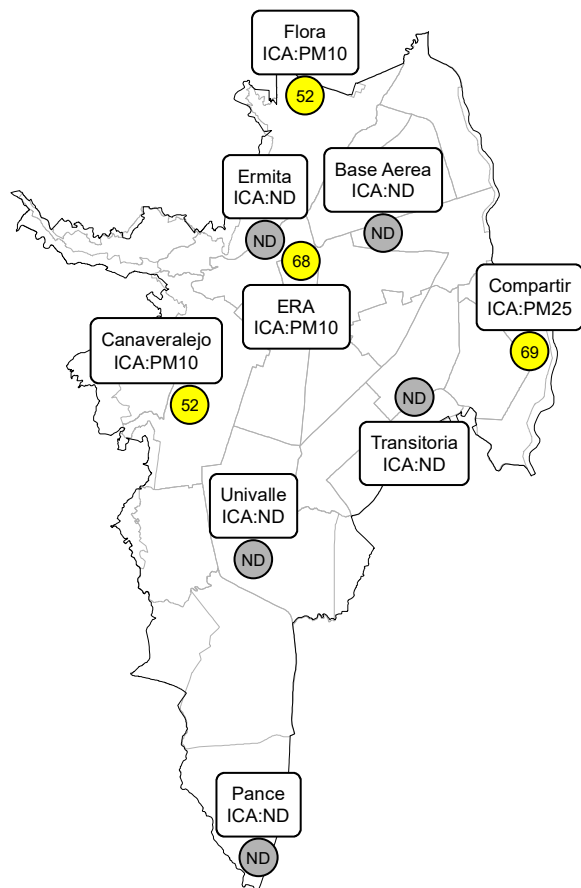 Flora
ICA:PM10
52
Ermita
ICA:ND
ND
Base Aerea
ICA:ND
ND
68
ERA
ICA:PM10
Compartir
ICA:PM25
69
Canaveralejo
ICA:PM10
52
ND
Transitoria
ICA:ND
Univalle
ICA:ND
ND
Pance
ICA:ND
ND